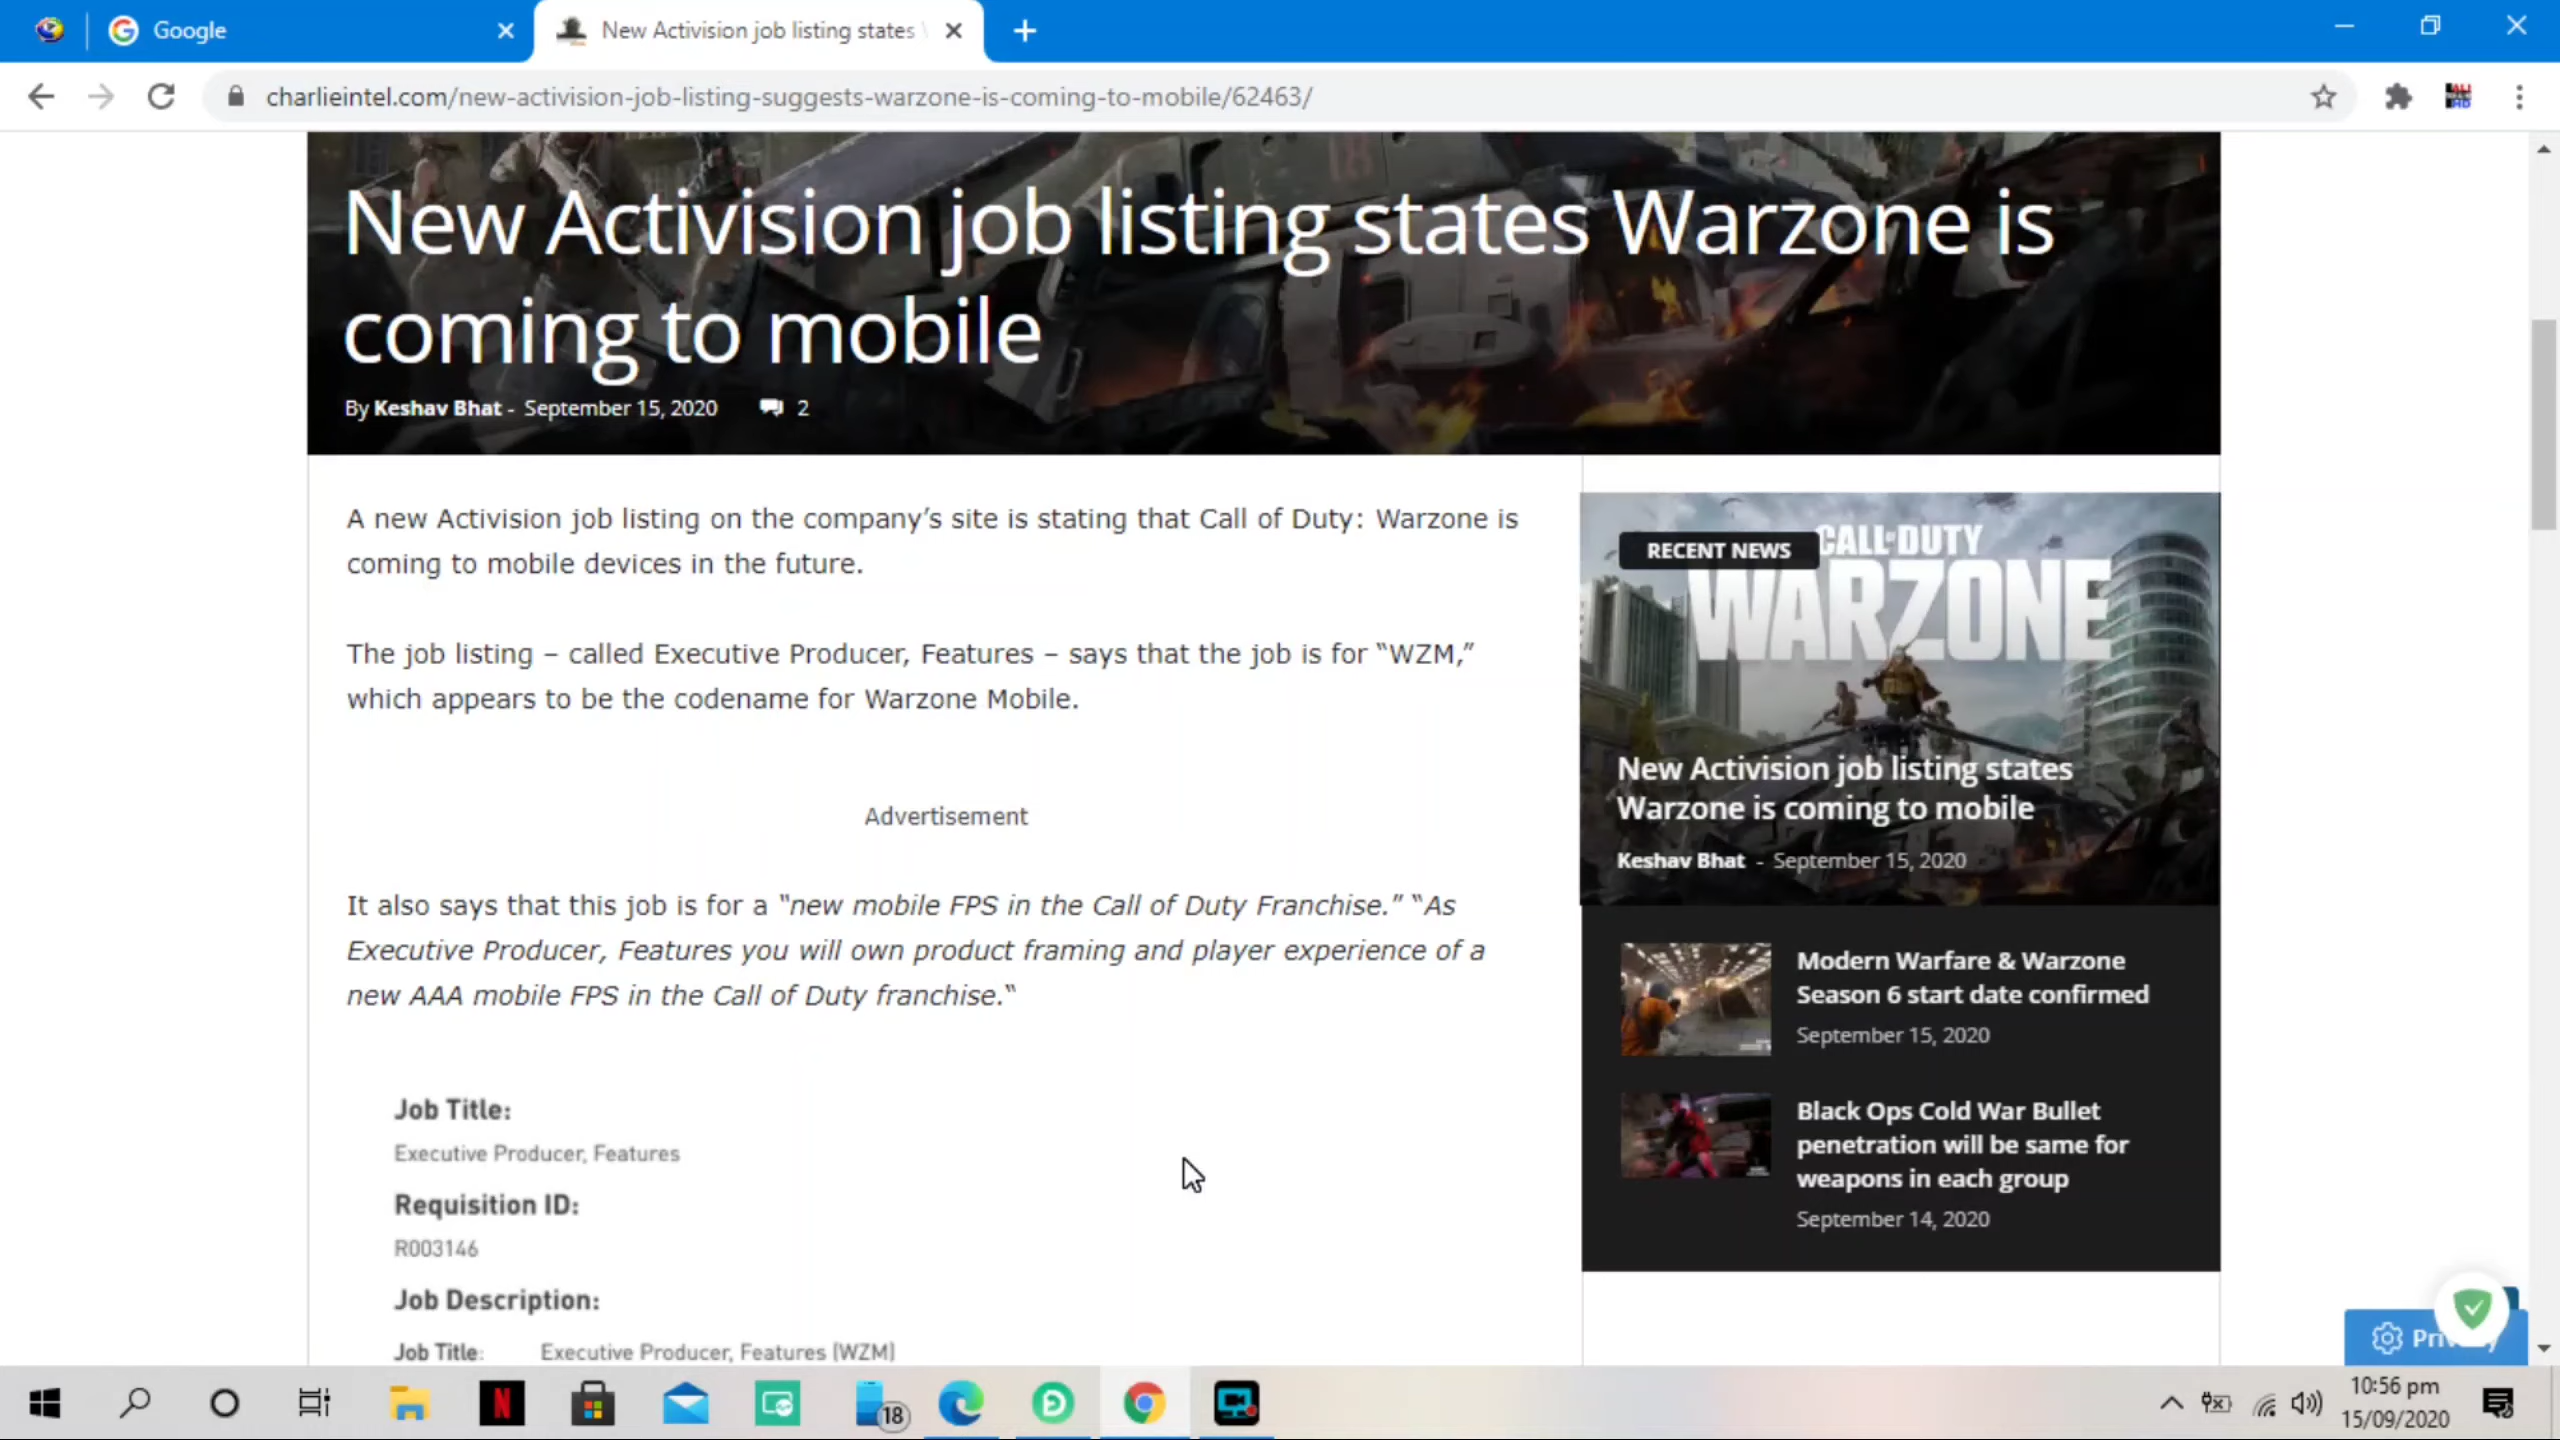 Google
New Activision job listing states
charlieintel.com/new-activision-job-listing-suggests-warzone-is-coming-to-mobile/62463/
New Activision job listing states Warzone is
coming to mobile
By Keshav Bhat - September 15, 2020 2
A new Activision job listing on the company’s site is stating that Call of Duty: Warzone is
coming to mobile devices in the future.
The job listing – called Executive Producer, Features – says that the job is for “WZM,”
which appears to be the codename for Warzone Mobile.
Advertisement
It also says that this job is for a “new mobile FPS in the Call of Duty Franchise.” “As
Executive Producer, Features you will own product framing and player experience of a
new AAA mobile FPS in the Call of Duty franchise.“
Job Title:
Executive Producer, Features
Requisition ID:
R003146
Job Description:
Job Title: Executive Producer, Features (WZM)
RECENT NEWS
CALL OF DUTY
WARZONE
New Activision job listing states
Warzone is coming to mobile
Keshav Bhat - September 15, 2020
Modern Warfare & Warzone
Season 6 start date confirmed
September 15, 2020
Black Ops Cold War Bullet
penetration will be same for
weapons in each group
September 14, 2020
18
10:56 pm
15/09/2020